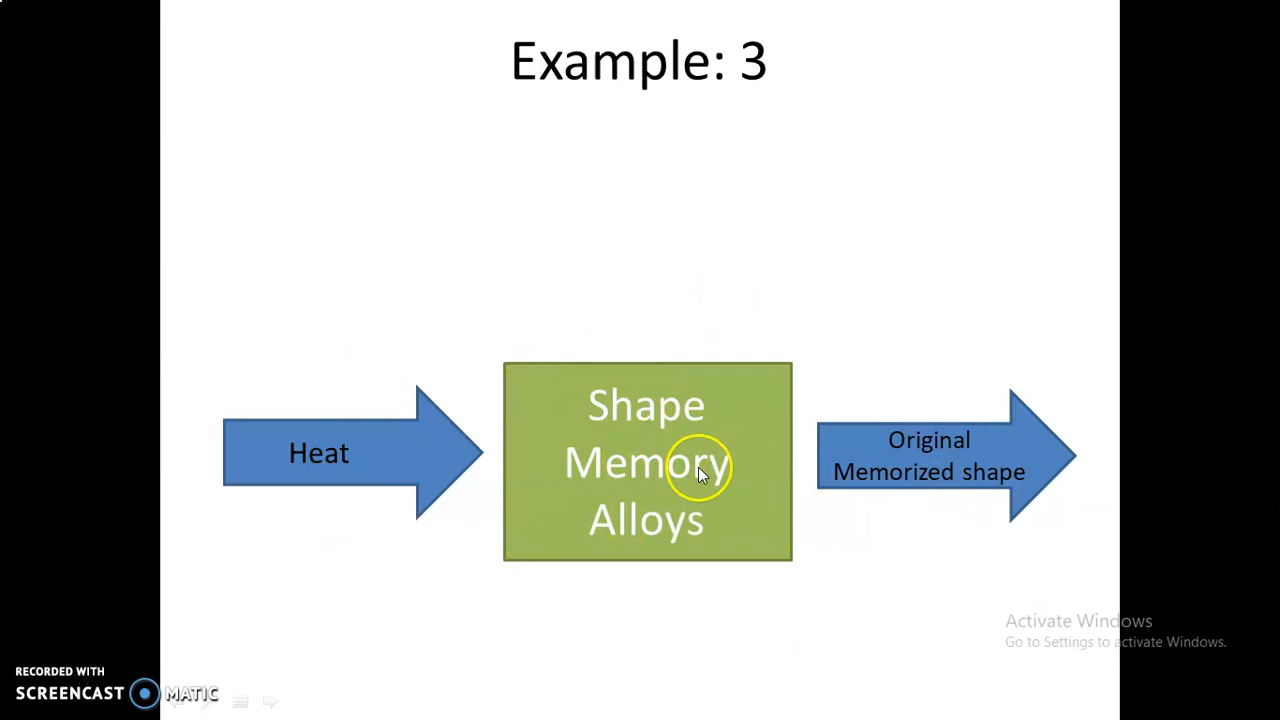 Example: 3
Heat
Shape
Memory
Alloys
Original
Memorized shape
Activate Windows
Go to Settings to activate Windows.
RECORDED WITH
SCREENCAST MATIC